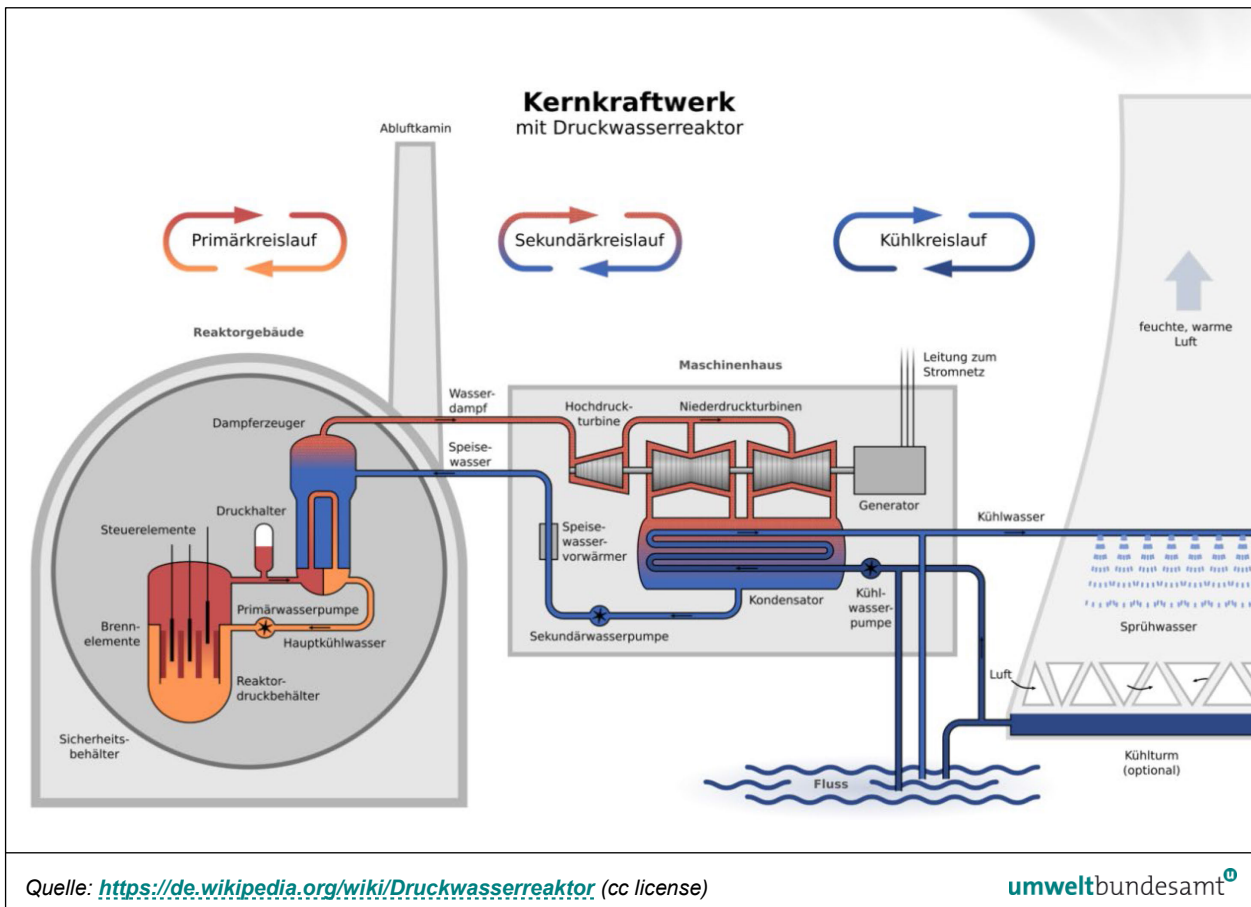 Kernkraftwerk
mit Druckwasserreaktor
Abluftkamin
Primärkreislauf
Sekundärkreislauf
Kühlkreislauf
Reaktorgebäude
feuchte, warme
Luft
Leitung zum
Stromnetz
Maschinenhaus
Wasser-
dampf
Hochdruck-
turbine
Niederdruckturbinen
Dampferzeuger
Speise-
wasser
Generator
Druckhalter
Kühlwasser
Steuerelemente
Speise-
wasser-
vorwärmer
Kondensator
Kühl-
wasser-
pumpe
Primärwasserpumpe
Brenn-
elemente
Hauptkühlwasser
Sekundärwasserpumpe
Sprühwasser
Reaktor-
druckbehälter
Luft
Sicherheits-
behälter
Kühlturm
(optional)
Fluss
Quelle: https://de.wikipedia.org/wiki/Druckwasserreaktor (cc license)
umweltbundesamt u